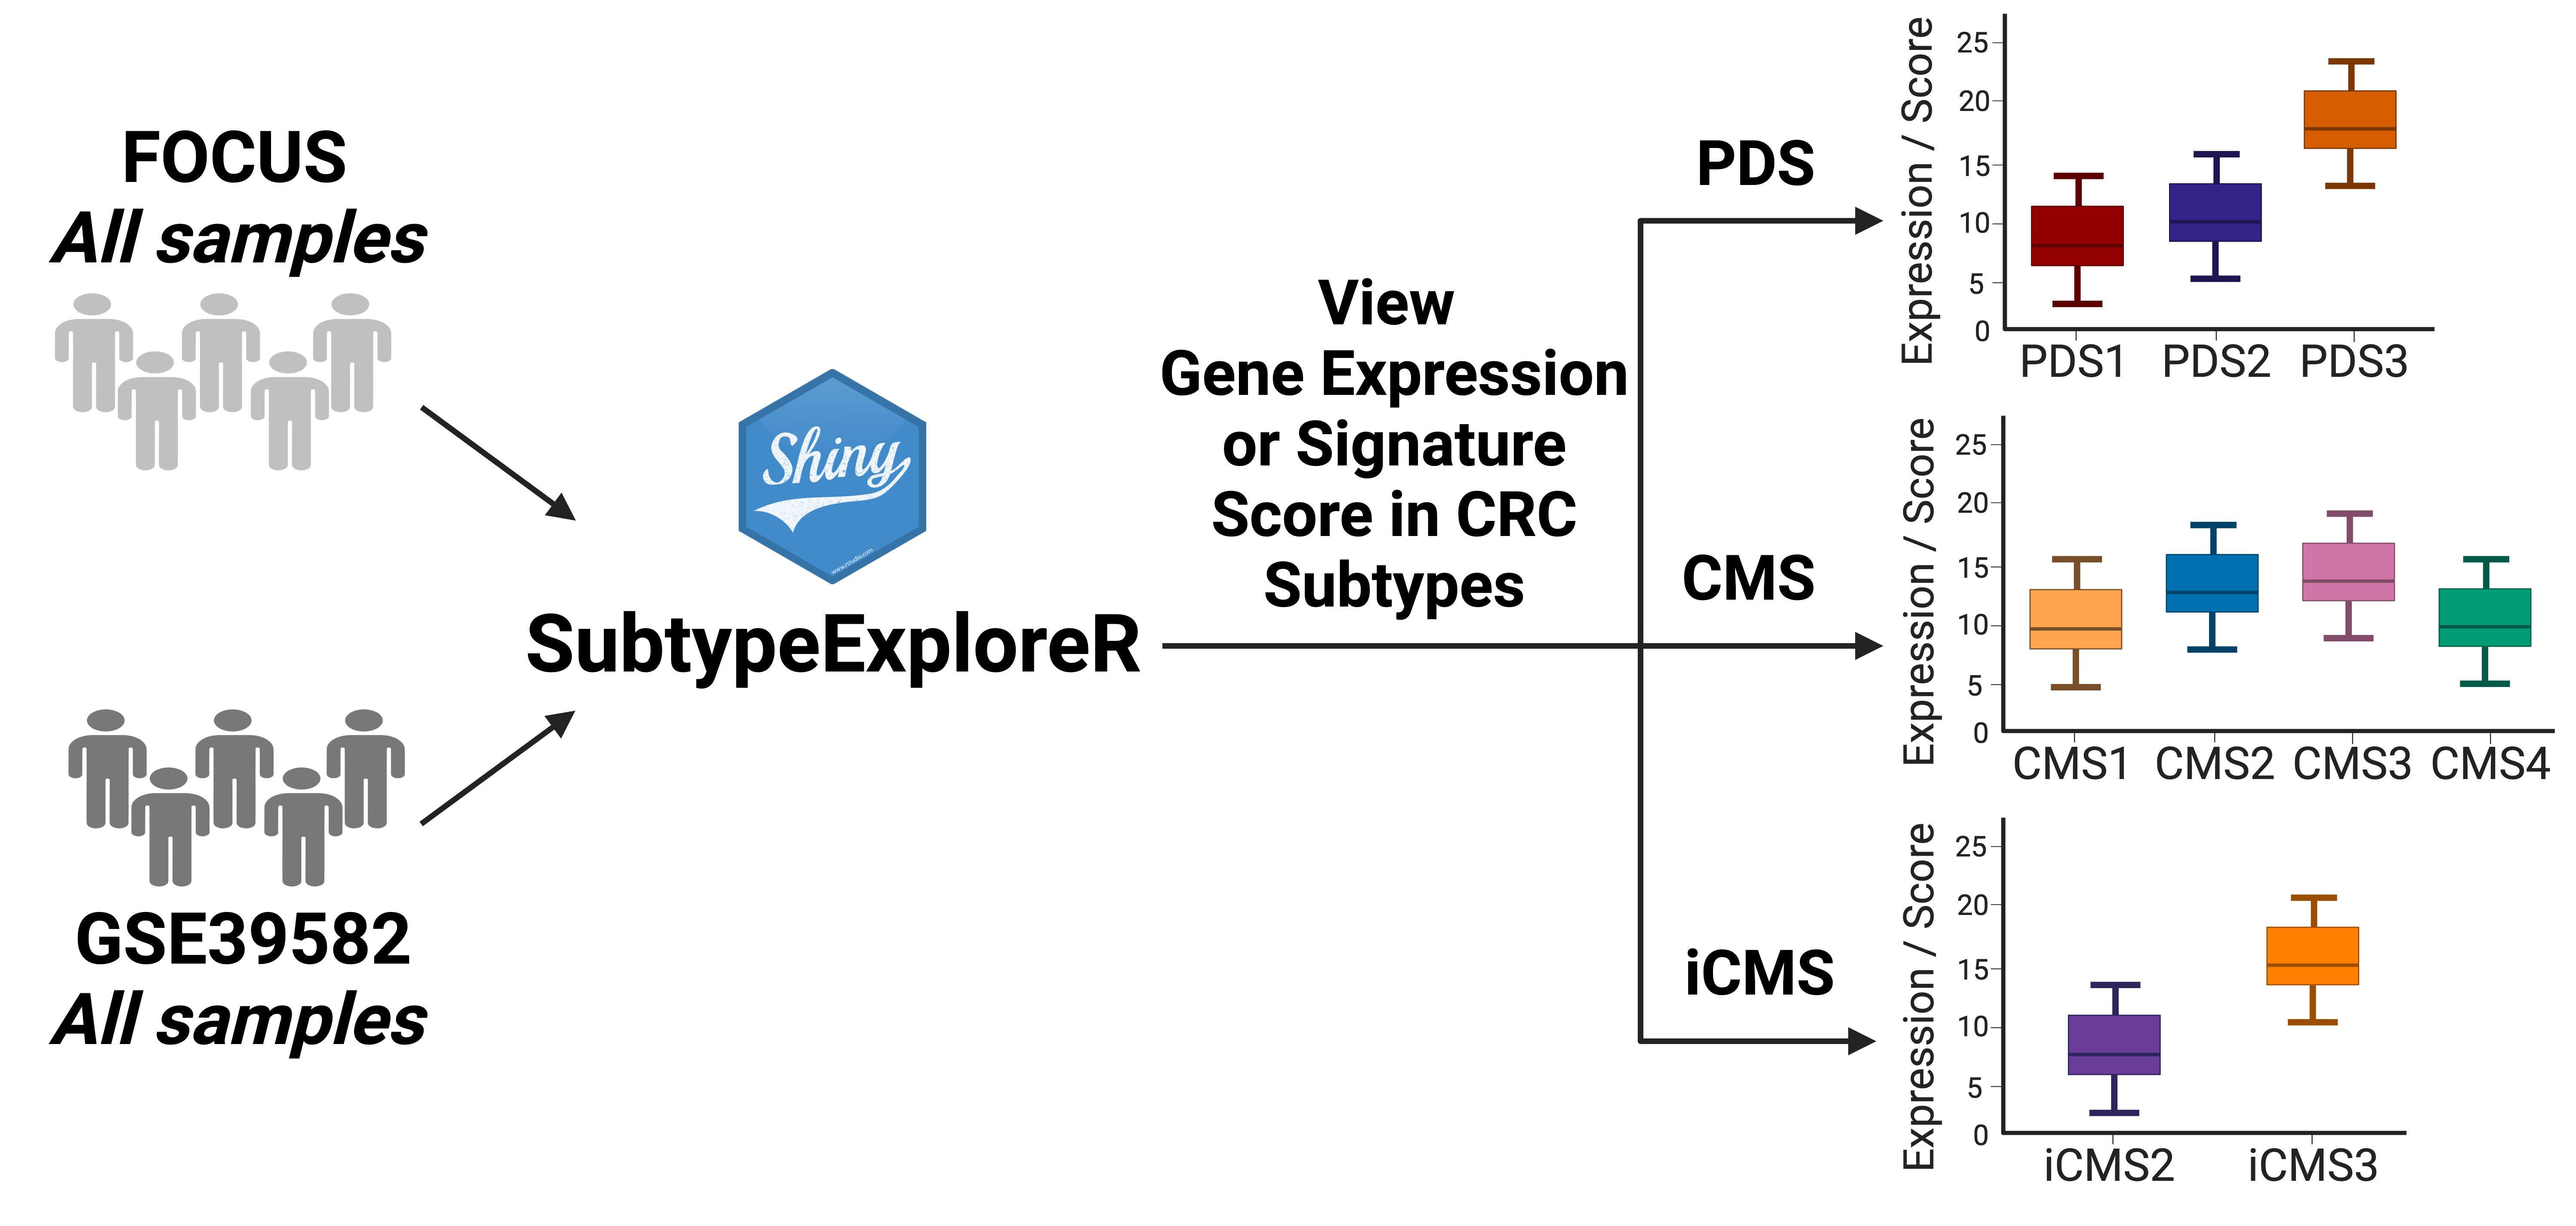 FOCUS
All samples
GSE39582
All samples
Shiny
www.rstudio.com
SubtypeExploreR
View
Gene Expression
or Signature
Score in CRC
Subtypes
PDS
CMS
iCMS
Expression / Score
25
20
15
10
5
0
PDS1 PDS2 PDS3
Expression / Score
25
20
15
10
5
0
CMS1 CMS2 CMS3 CMS4
Expression / Score
25
20
15
10
5
0
iCMS2 iCMS3